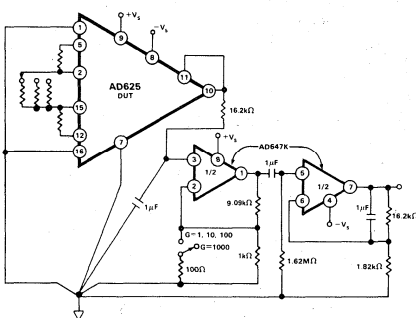 +Vs
-Vs
1
5
2
15
12
16
9
8
11
10
7
AD625
DUT
16.2kΩ
1μF
AD647K
+Vs
3
2
8
1
1/2
1μF
5
6
7
4
1/2
-Vs
9.09kΩ
1kΩ
G=1, 10, 100
G=1000
100Ω
1.62MΩ
1μF
16.2kΩ
1.82kΩ